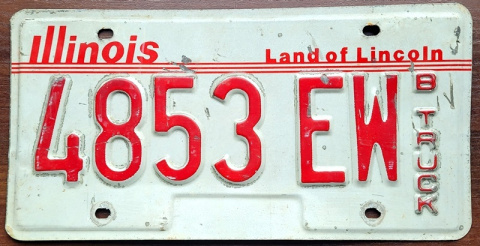 Illinois Land of Lincoln
4853 EW B TRUCK